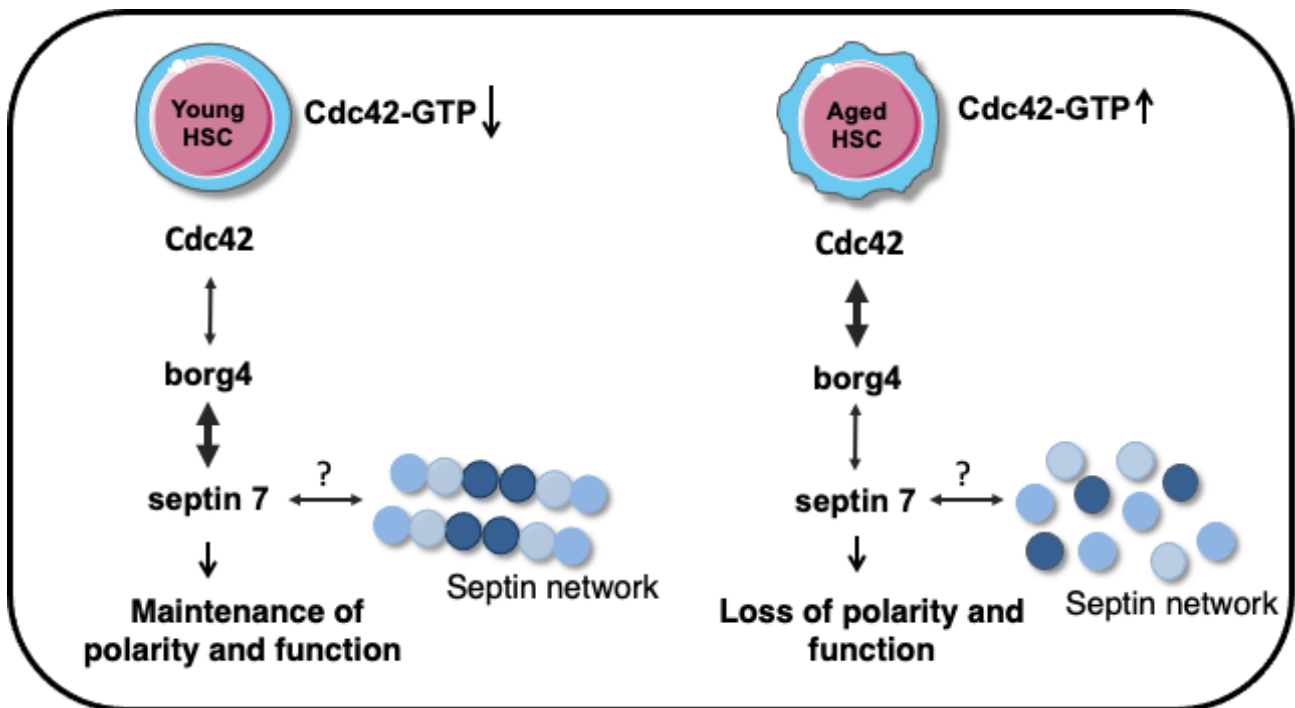 Young
HSC
Cdc42-GTP↓
Cdc42
borg4
septin 7
?
Septin network
Maintenance of
polarity and function
Aged
HSC
Cdc42-GTP↑
Cdc42
borg4
septin 7
?
Septin network
Loss of polarity and
function